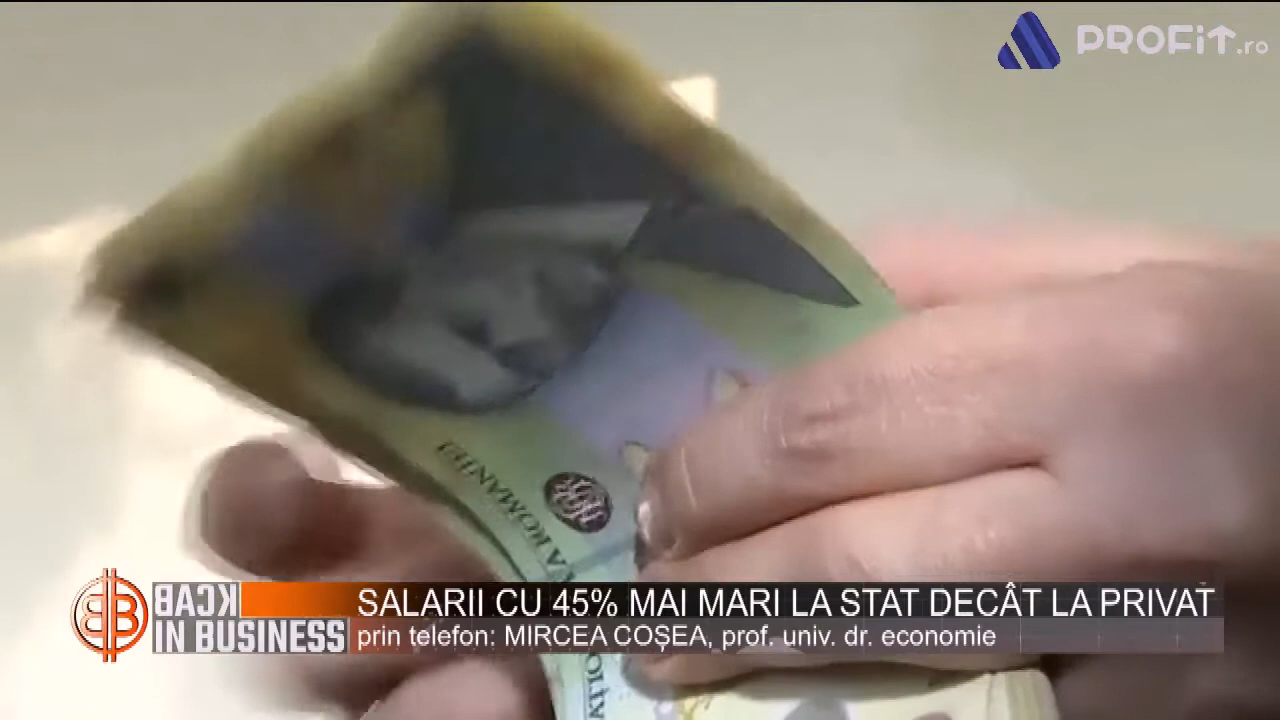 PROFIT.ro
BACK
IN BUSINESS
SALARII CU 45% MAI MARI LA STAT DECÂT LA PRIVAT
prin telefon: MIRCEA COȘEA, prof. univ. dr. economie